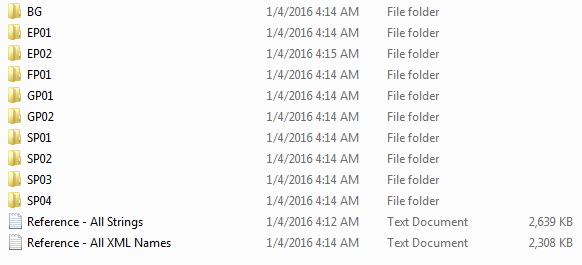 BG 1/4/2016 4:14 AM File folder
EP01 1/4/2016 4:14 AM File folder
EP02 1/4/2016 4:15 AM File folder
FP01 1/4/2016 4:14 AM File folder
GP01 1/4/2016 4:14 AM File folder
GP02 1/4/2016 4:14 AM File folder
SP01 1/4/2016 4:14 AM File folder
SP02 1/4/2016 4:14 AM File folder
SP03 1/4/2016 4:14 AM File folder
SP04 1/4/2016 4:14 AM File folder
Reference - All Strings 1/4/2016 4:12 AM Text Document 2,639 KB
Reference - All XML Names 1/4/2016 4:14 AM Text Document 2,308 KB